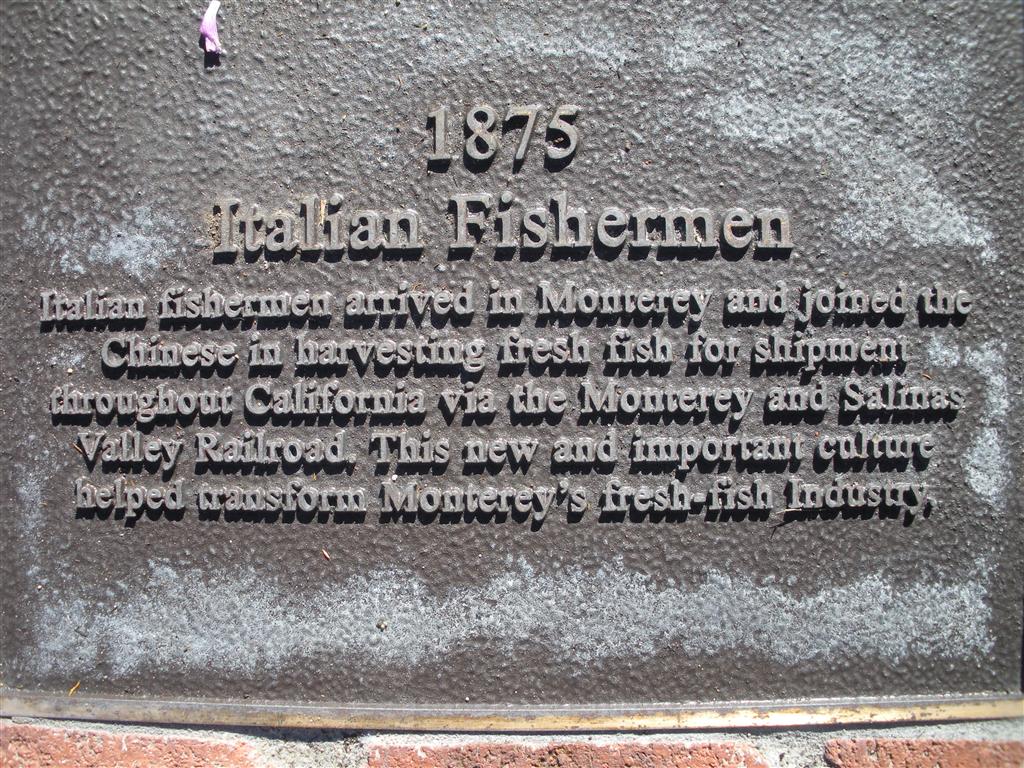 1875
Italian Fishermen
Italian fishermen arrived in Monterey and joined the
Chinese in harvesting fresh fish for shipment
throughout California via the Monterey and Salinas
Valley Railroad. This new and important culture
helped transform Monterey's fresh-fish Industry.